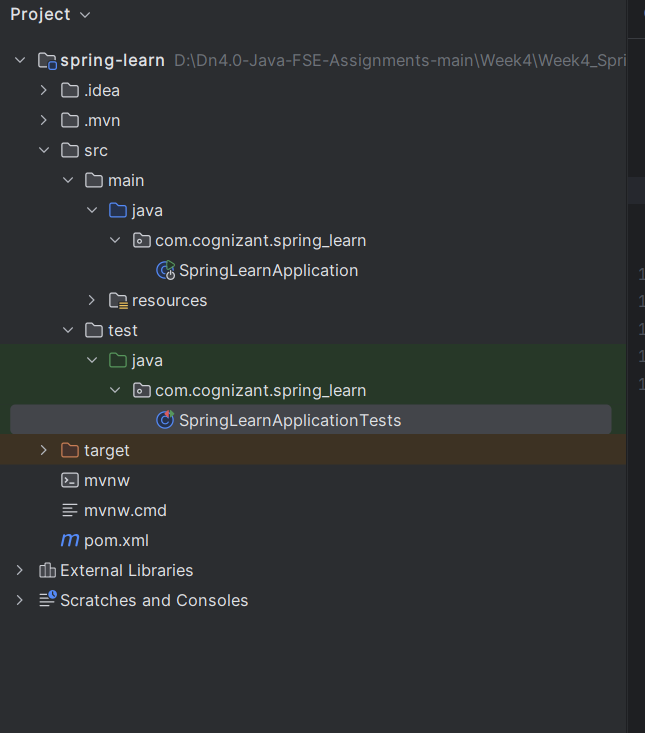 Project
spring-learn D:\Dn4.0-Java-FSE-Assignments-main\Week4\Week4_Spri
.idea
.mvn
src
main
java
com.cognizant.spring_learn
SpringLearnApplication
resources
test
java
com.cognizant.spring_learn
SpringLearnApplicationTests
target
mvnw
mvnw.cmd
m pom.xml
External Libraries
Scratches and Consoles